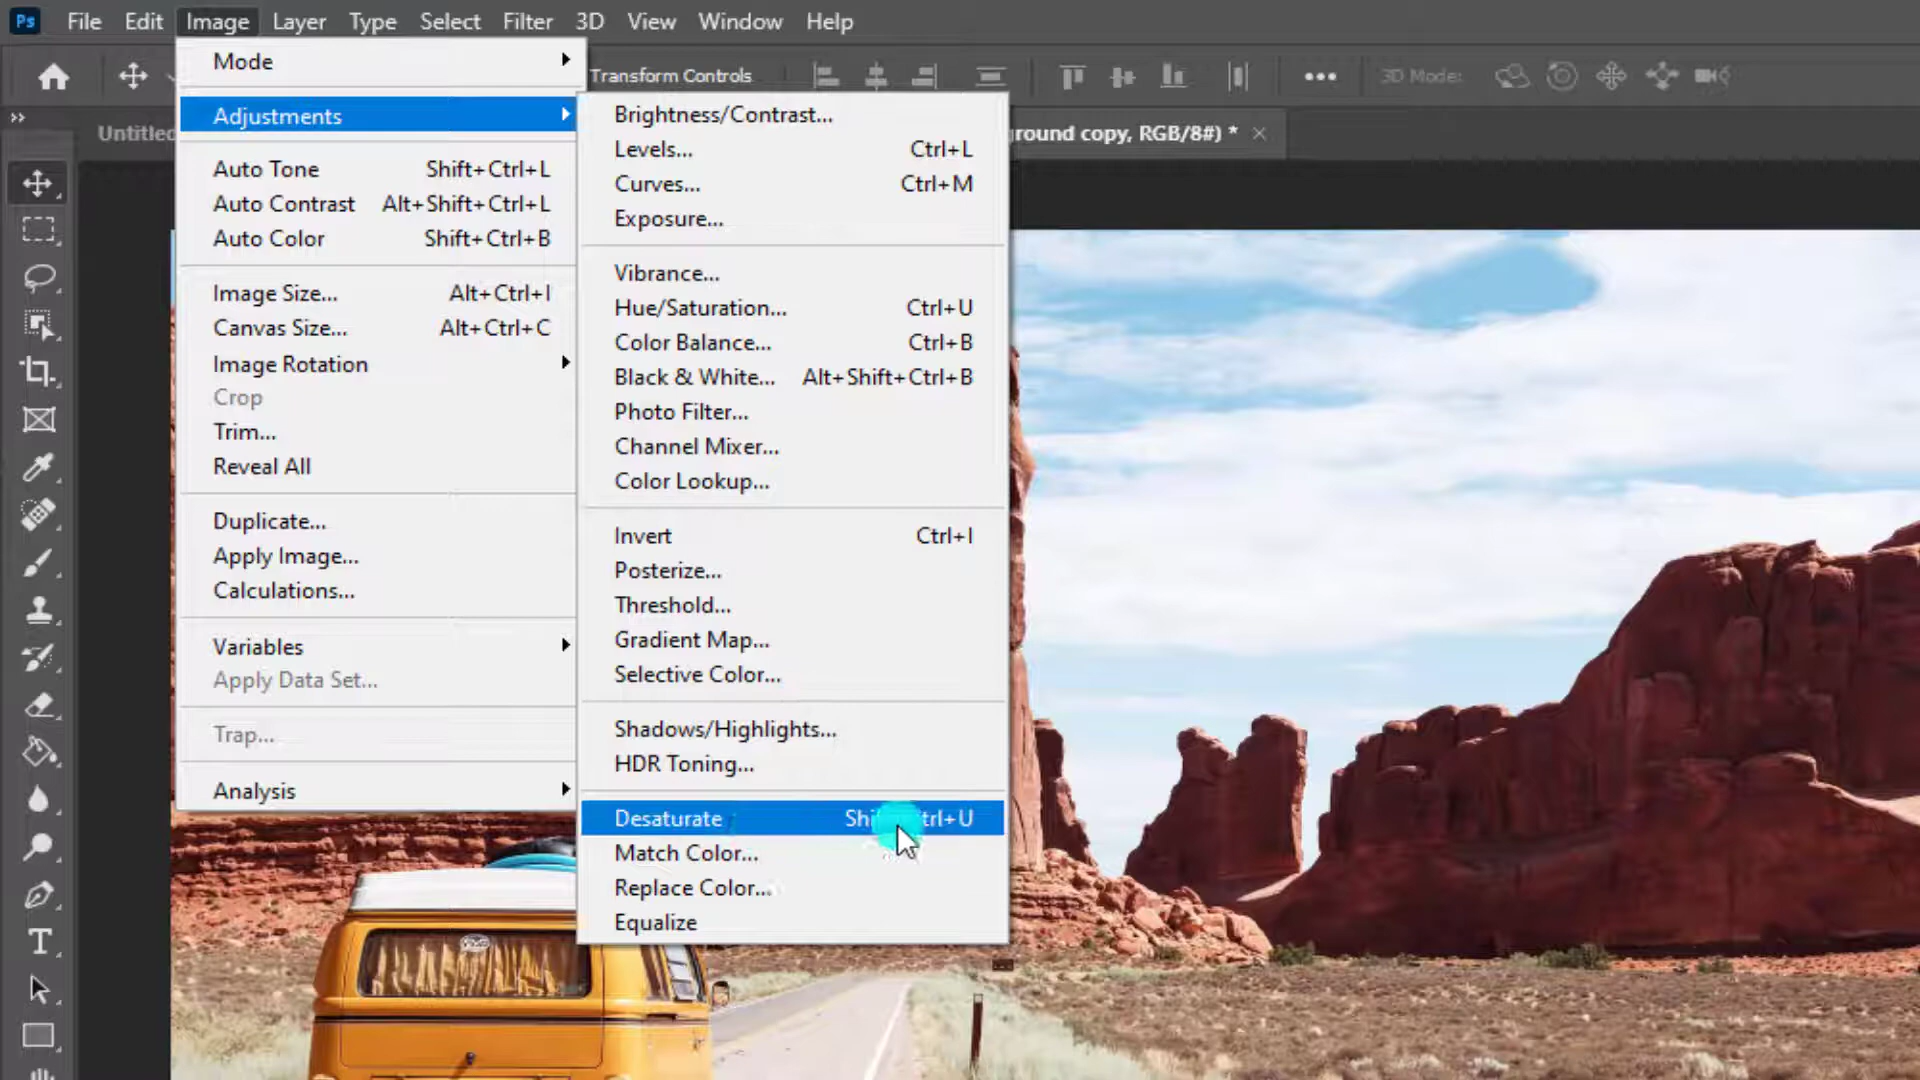 Ps File Edit Image Layer Type Select Filter 3D View Window Help
Transform Controls 3D Mode:
Untitled
ground copy, RGB/8#) *
Mode
Adjustments
Auto Tone Shift+Ctrl+L
Auto Contrast Alt+Shift+Ctrl+L
Auto Color Shift+Ctrl+B
Image Size... Alt+Ctrl+I
Canvas Size... Alt+Ctrl+C
Image Rotation
Crop
Trim...
Reveal All
Duplicate...
Apply Image...
Calculations...
Variables
Apply Data Set...
Trap...
Analysis
Brightness/Contrast...
Levels... Ctrl+L
Curves... Ctrl+M
Exposure...
Vibrance...
Hue/Saturation... Ctrl+U
Color Balance... Ctrl+B
Black & White... Alt+Shift+Ctrl+B
Photo Filter...
Channel Mixer...
Color Lookup...
Invert Ctrl+I
Posterize...
Threshold...
Gradient Map...
Selective Color...
Shadows/Highlights...
HDR Toning...
Desaturate Shift+Ctrl+U
Match Color...
Replace Color...
Equalize